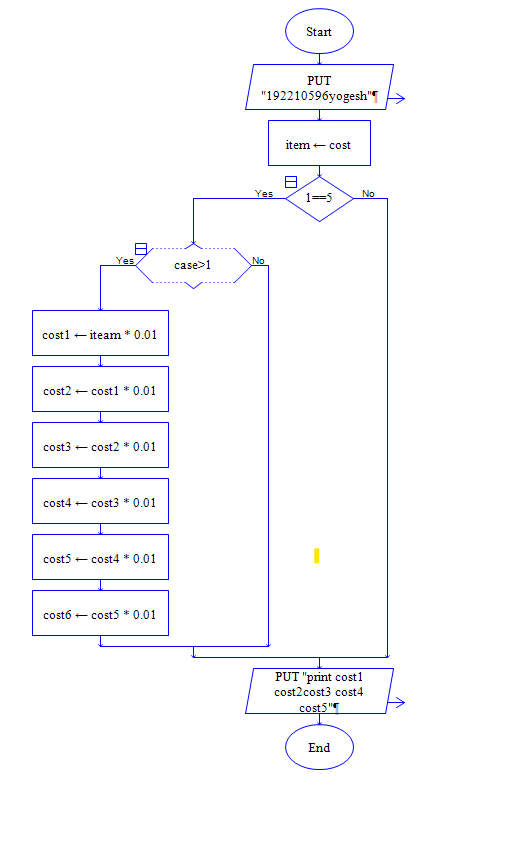 Start
PUT
"192210596yogesh"¶
item ← cost
Yes
1==5
No
Yes
case>1
No
cost1 ← iteam * 0.01
cost2 ← cost1 * 0.01
cost3 ← cost2 * 0.01
cost4 ← cost3 * 0.01
cost5 ← cost4 * 0.01
cost6 ← cost5 * 0.01
PUT "print cost1
cost2cost3 cost4
cost5"¶
End